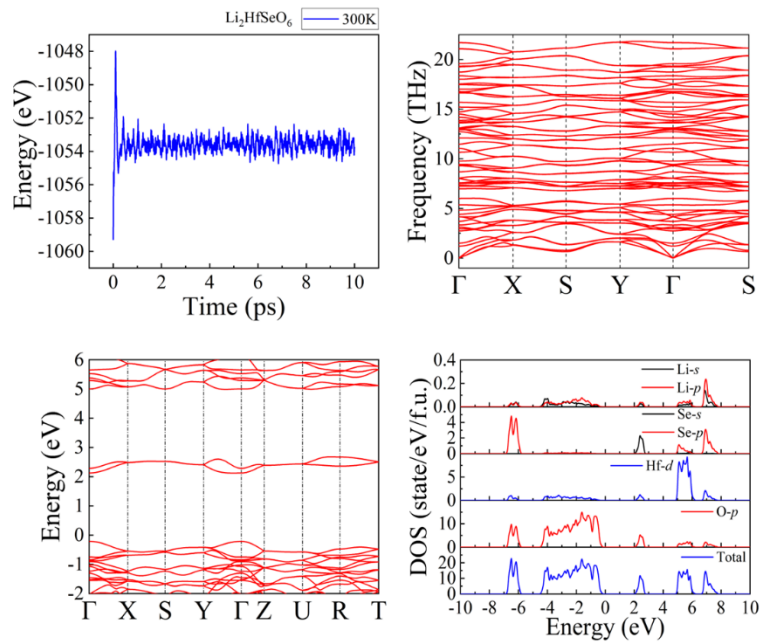 Li₂HfSeO₆ 300K
Energy (eV)
-1048
-1050
-1052
-1054
-1056
-1058
-1060
0 2 4 6 8 10
Time (ps)
Frequency (THz)
20
15
10
5
0
Γ X S Y Γ S
Energy (eV)
6
5
4
3
2
1
0
-1
-2
Γ X S Y Γ Z U R T
DOS (state/eV/f.u.)
0.4
0.2
0.0
Li-s
Li-p
4
2
0
Se-s
Se-p
5
0
Hf-d
10
0
O-p
20
10
0
Total
-10 -8 -6 -4 -2 0 2 4 6 8 10
Energy (eV)